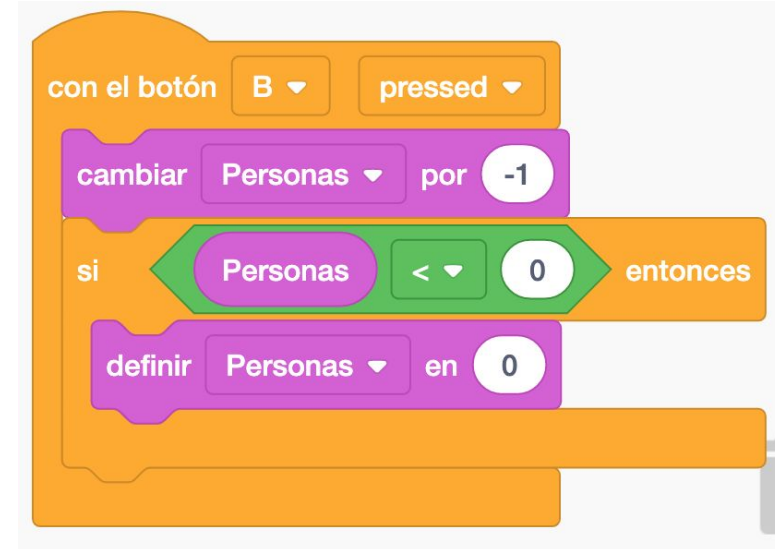 con el botón B pressed
cambiar Personas por -1
si Personas < 0 entonces
definir Personas en 0